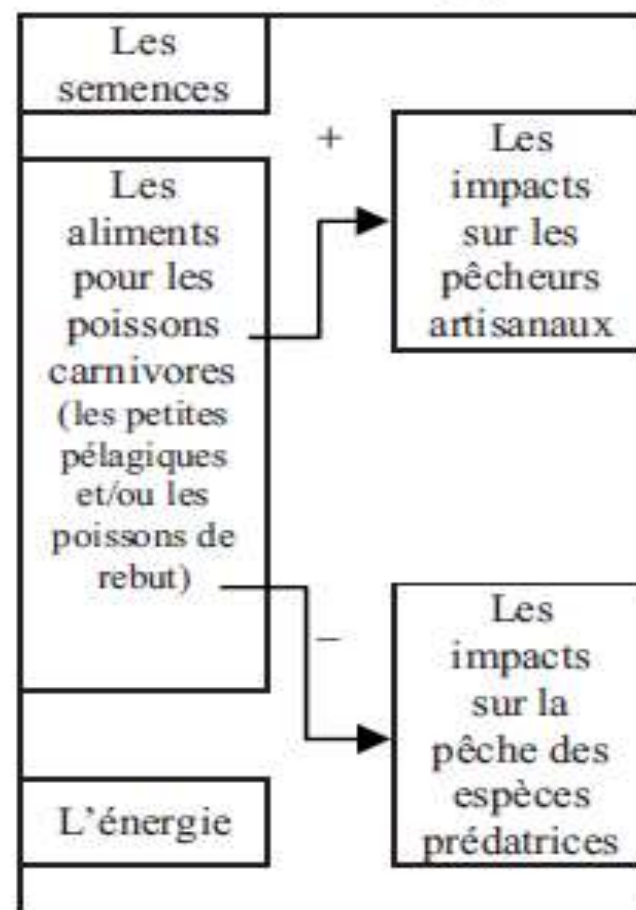 Les
semences
Les
aliments
pour les
poissons
carnivores
(les petites
pélagiques
et/ou les
poissons de
rebut)
L'énergie
+
Les
impacts
sur les
pêcheurs
artisanaux
–
Les
impacts
sur la
pêche des
espèces
prédatrices